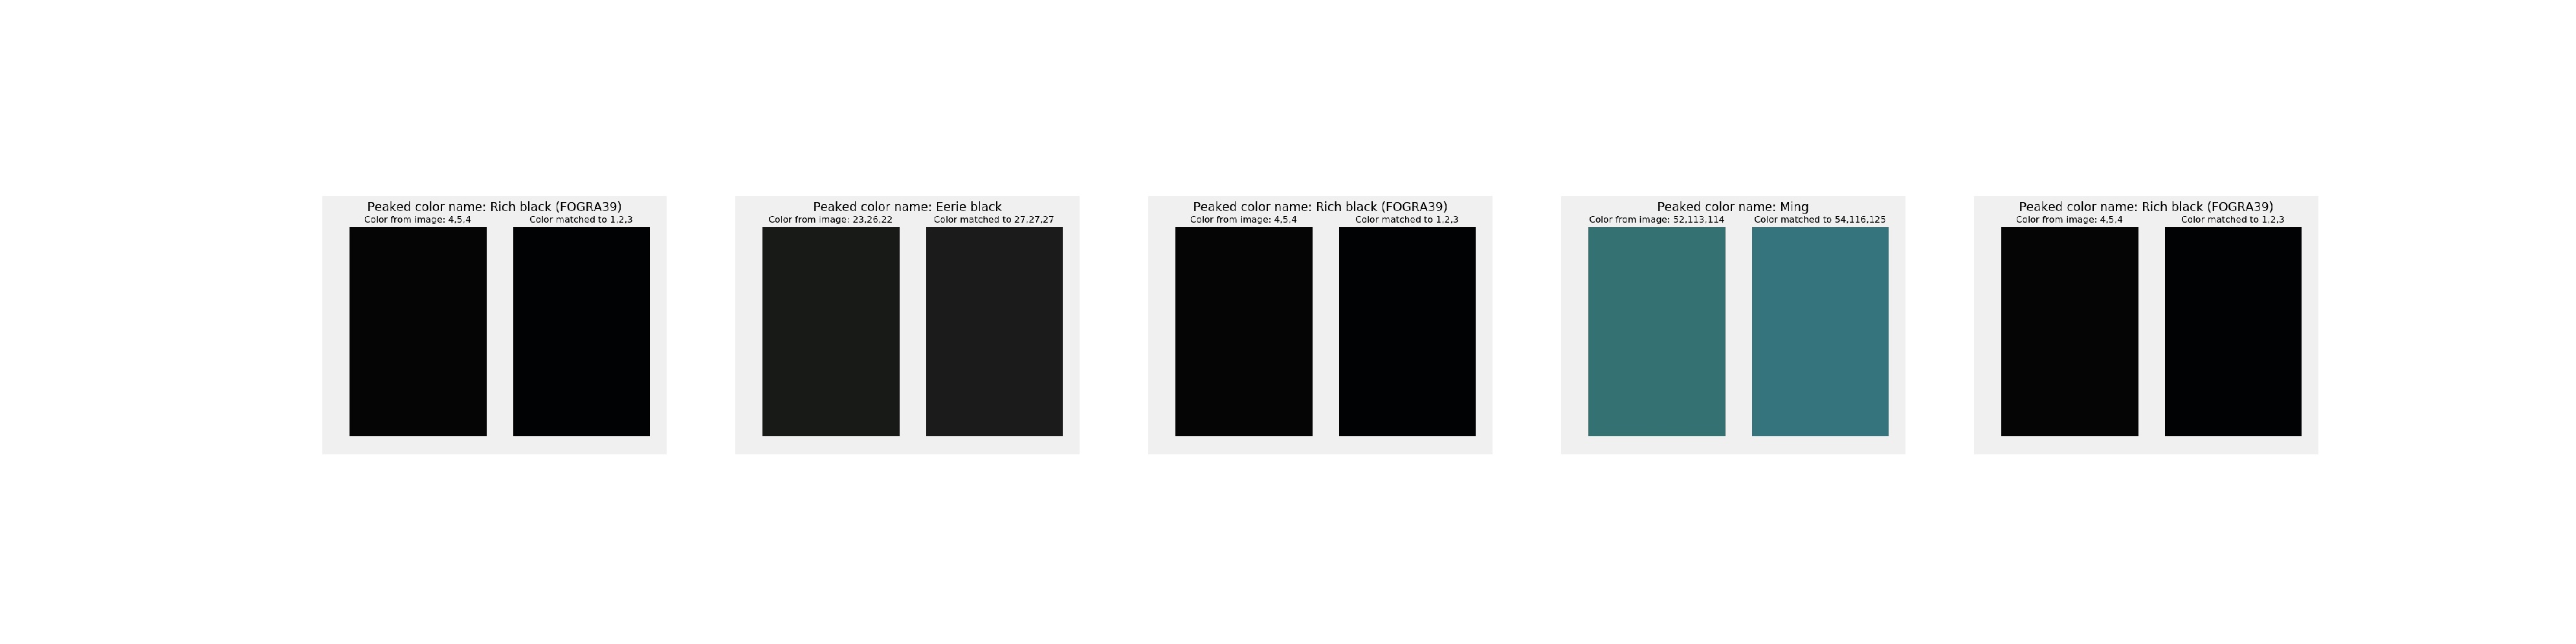 Peaked color name: Rich black (FOGRA39)
Color from image: 4,5,4
Color matched to 1,2,3
Peaked color name: Eerie black
Color from image: 23,26,22
Color matched to 27,27,27
Peaked color name: Rich black (FOGRA39)
Color from image: 4,5,4
Color matched to 1,2,3
Peaked color name: Ming
Color from image: 52,113,114
Color matched to 54,116,125
Peaked color name: Rich black (FOGRA39)
Color from image: 4,5,4
Color matched to 1,2,3